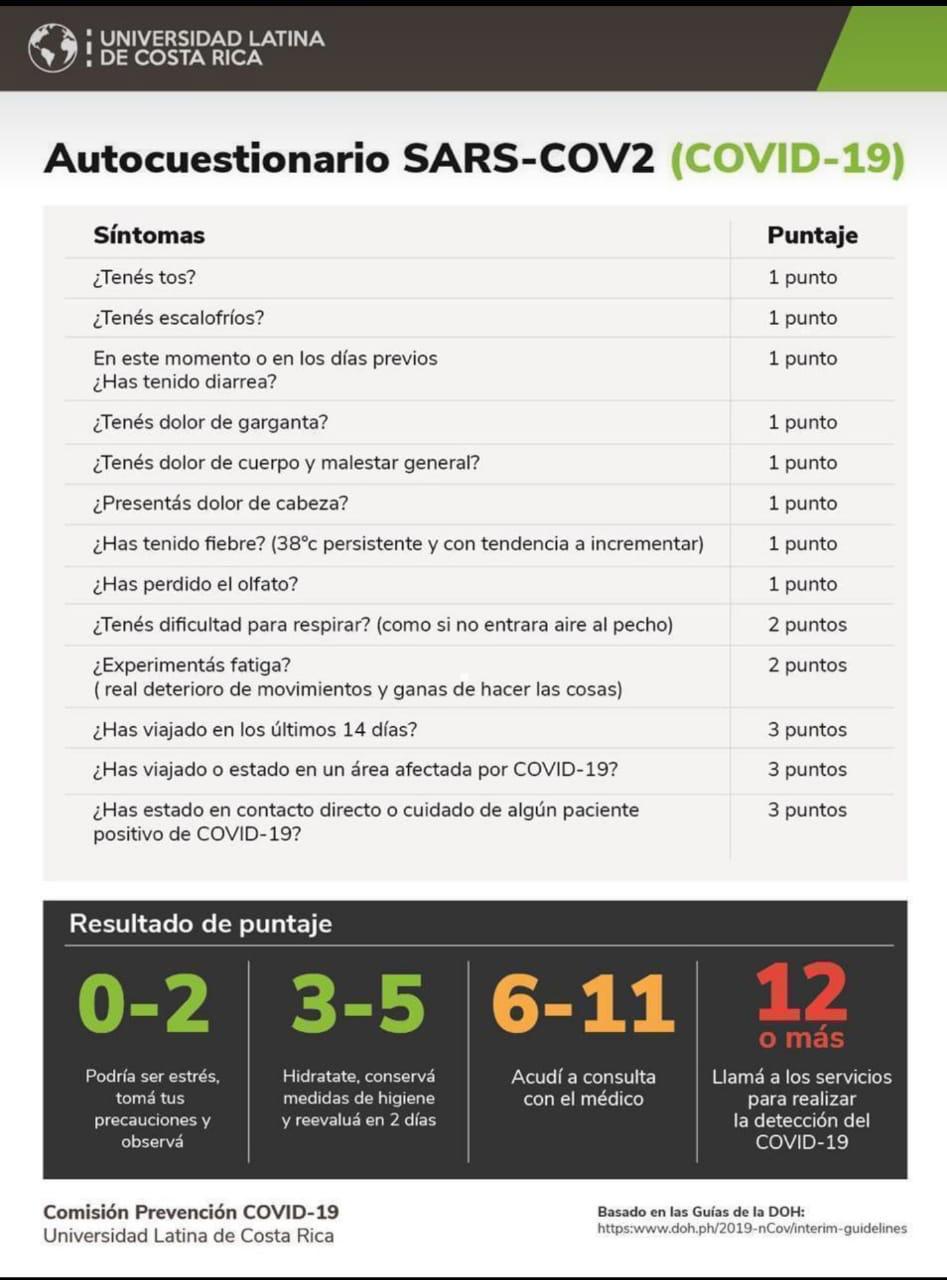 UNIVERSIDAD LATINA
DE COSTA RICA
Autocuestionario SARS-COV2 (COVID-19)
Síntomas Puntaje
¿Tenés tos? 1 punto
¿Tenés escalofríos? 1 punto
En este momento o en los días previos 1 punto
¿Has tenido diarrea?
¿Tenés dolor de garganta? 1 punto
¿Tenés dolor de cuerpo y malestar general? 1 punto
¿Presentás dolor de cabeza? 1 punto
¿Has tenido fiebre? (38ºc persistente y con tendencia a incrementar) 1 punto
¿Has perdido el olfato? 1 punto
¿Tenés dificultad para respirar? (como si no entrara aire al pecho) 2 puntos
¿Experimentás fatiga? 2 puntos
( real deterioro de movimientos y ganas de hacer las cosas)
¿Has viajado en los últimos 14 días? 3 puntos
¿Has viajado o estado en un área afectada por COVID-19? 3 puntos
¿Has estado en contacto directo o cuidado de algún paciente 3 puntos
positivo de COVID-19?
Resultado de puntaje
0-2
Podría ser estrés,
tomá tus
precauciones y
observá
3-5
Hidratate, conservá
medidas de higiene
y reevaluá en 2 días
6-11
Acudí a consulta
con el médico
12
o más
Llamá a los servicios
para realizar
la detección del
COVID-19
Comisión Prevención COVID-19
Universidad Latina de Costa Rica
Basado en las Guías de la DOH:
https:www.doh.ph/2019-nCov/interim-guidelines